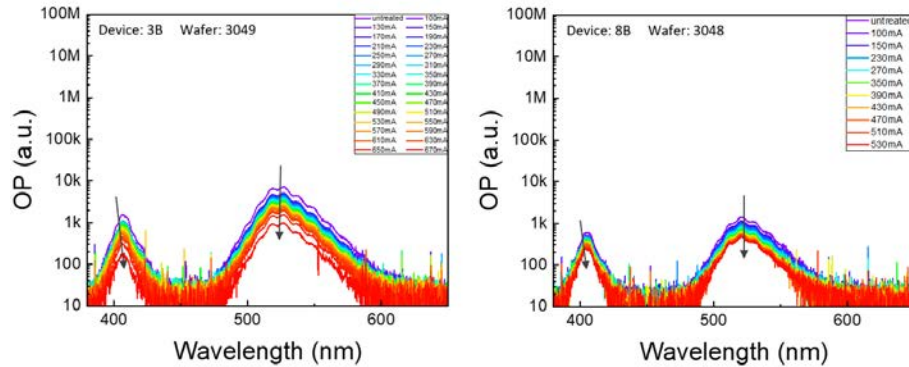 Device: 3B Wafer: 3049
untreated 100mA
130mA 150mA
170mA 190mA
210mA 230mA
250mA 270mA
290mA 310mA
330mA 350mA
370mA 390mA
410mA 430mA
450mA 470mA
490mA 510mA
530mA 550mA
570mA 590mA
610mA 630mA
650mA 670mA
100M
10M
1M
100k
10k
1k
100
10
OP (a.u.)
400 500 600
Wavelength (nm)
Device: 8B Wafer: 3048
untreated
100mA
150mA
230mA
270mA
350mA
390mA
430mA
470mA
510mA
530mA
100M
10M
1M
100k
10k
1k
100
10
OP (a.u.)
400 500 600
Wavelength (nm)